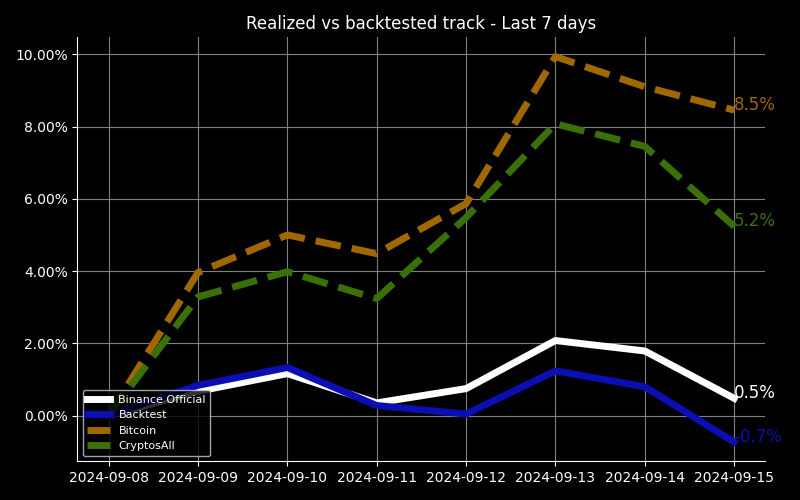 Realized vs backtested track - Last 7 days
10.00%
8.00%
6.00%
4.00%
2.00%
0.00%
8.5%
5.2%
0.5%
-0.7%
Binance Official
Backtest
Bitcoin
CryptosAll
2024-09-08 2024-09-09 2024-09-10 2024-09-11 2024-09-12 2024-09-13 2024-09-14 2024-09-15